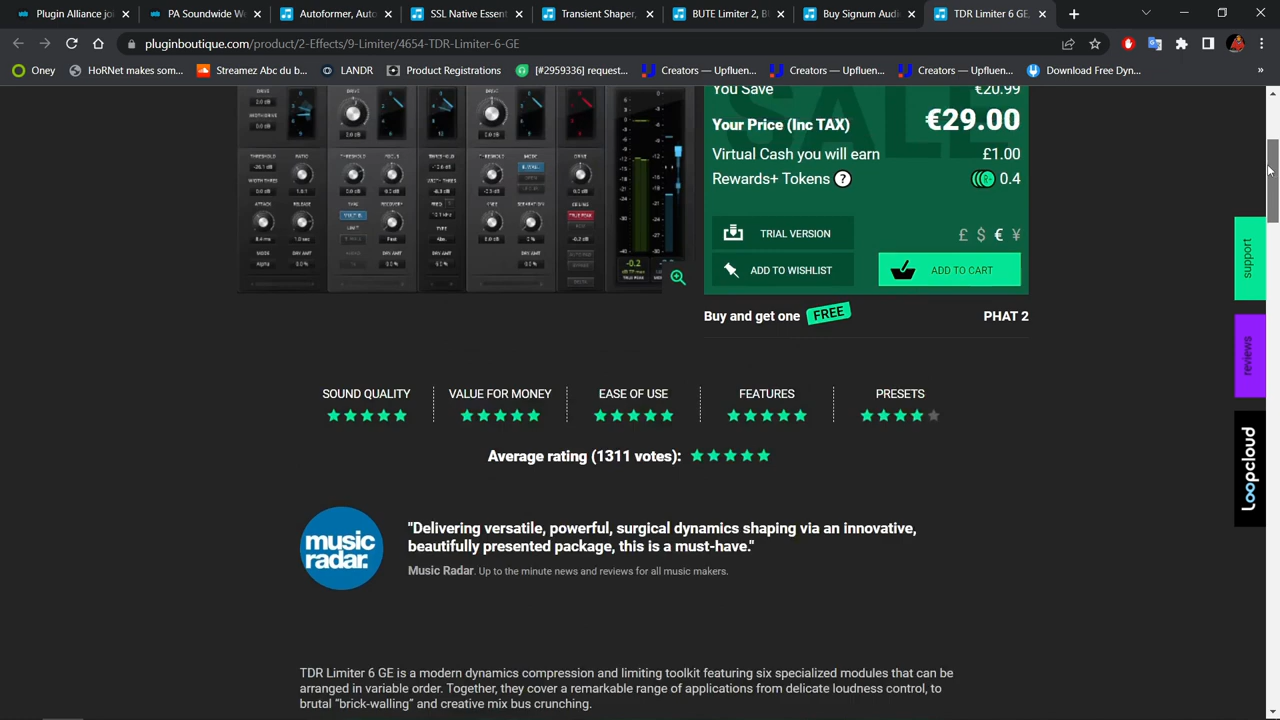 Plugin Alliance joi
PA Soundwide W
Autoformer, Auto
SSL Native Essent
Transient Shaper,
BUTE Limiter 2, B
Buy Signum Audi
TDR Limiter 6 GE
pluginboutique.com/product/2-Effects/9-Limiter/4654-TDR-Limiter-6-GE
Oney
HoRNet makes som...
Streamez Abc du b...
LANDR
Product Registrations
[#2959336] request...
Creators — Upfluen...
Creators — Upfluen...
Creators — Upfluen...
Download Free Dyn...
»
You Save €20.99
Your Price (Inc TAX) €29.00
Virtual Cash you will earn £1.00
Rewards+ Tokens ? 0.4
TRIAL VERSION £ $ € ¥
ADD TO WISHLIST ADD TO CART
Buy and get one FREE PHAT 2
support
reviews
Loopcloud
SOUND QUALITY VALUE FOR MONEY EASE OF USE FEATURES PRESETS
Average rating (1311 votes):
music
radar.
"Delivering versatile, powerful, surgical dynamics shaping via an innovative,
beautifully presented package, this is a must-have."
Music Radar. Up to the minute news and reviews for all music makers.
TDR Limiter 6 GE is a modern dynamics compression and limiting toolkit featuring six specialized modules that can be
arranged in variable order. Together, they cover a remarkable range of applications from delicate loudness control, to
brutal “brick-walling” and creative mix bus crunching.